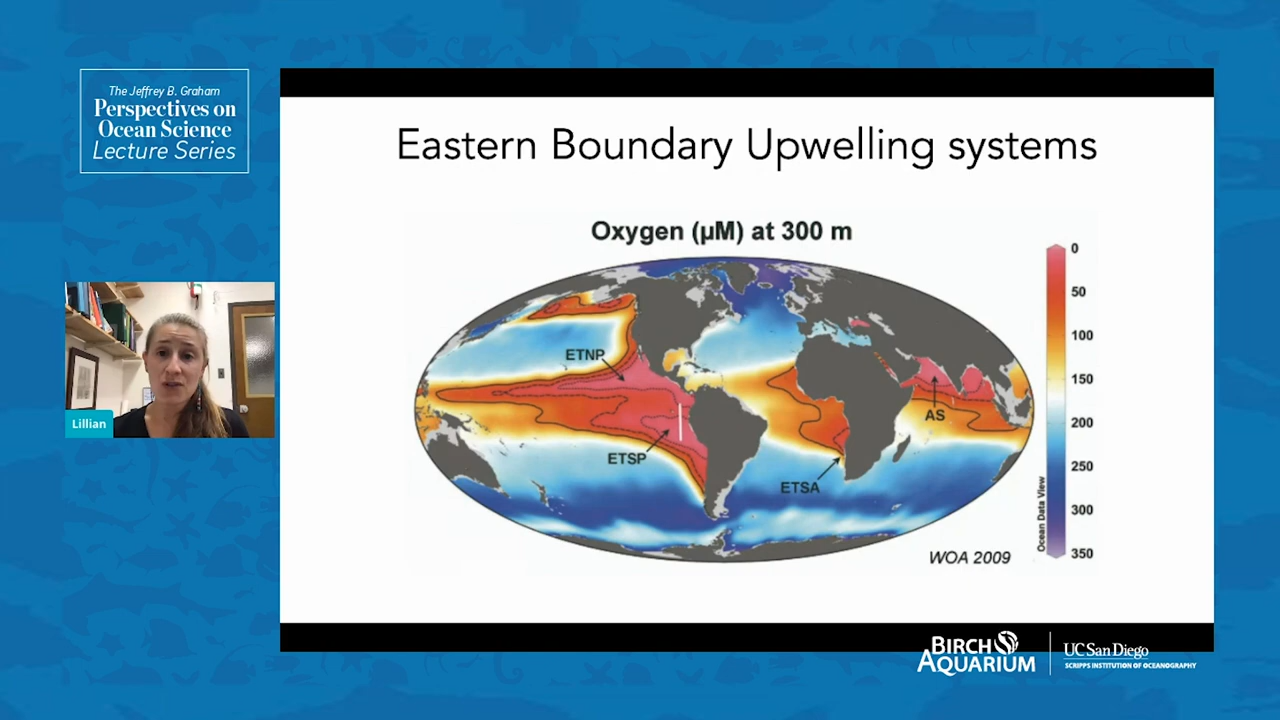 The Jeffrey B. Graham
Perspectives on
Ocean Science
Lecture Series
Lillian
Eastern Boundary Upwelling systems
Oxygen (µM) at 300 m
ETNP
ETSP
ETSA
AS
WOA 2009
Ocean Data View
0
50
100
150
200
250
300
350
BIRCH
AQUARIUM
UC San Diego
SCRIPPS INSTITUTION OF OCEANOGRAPHY